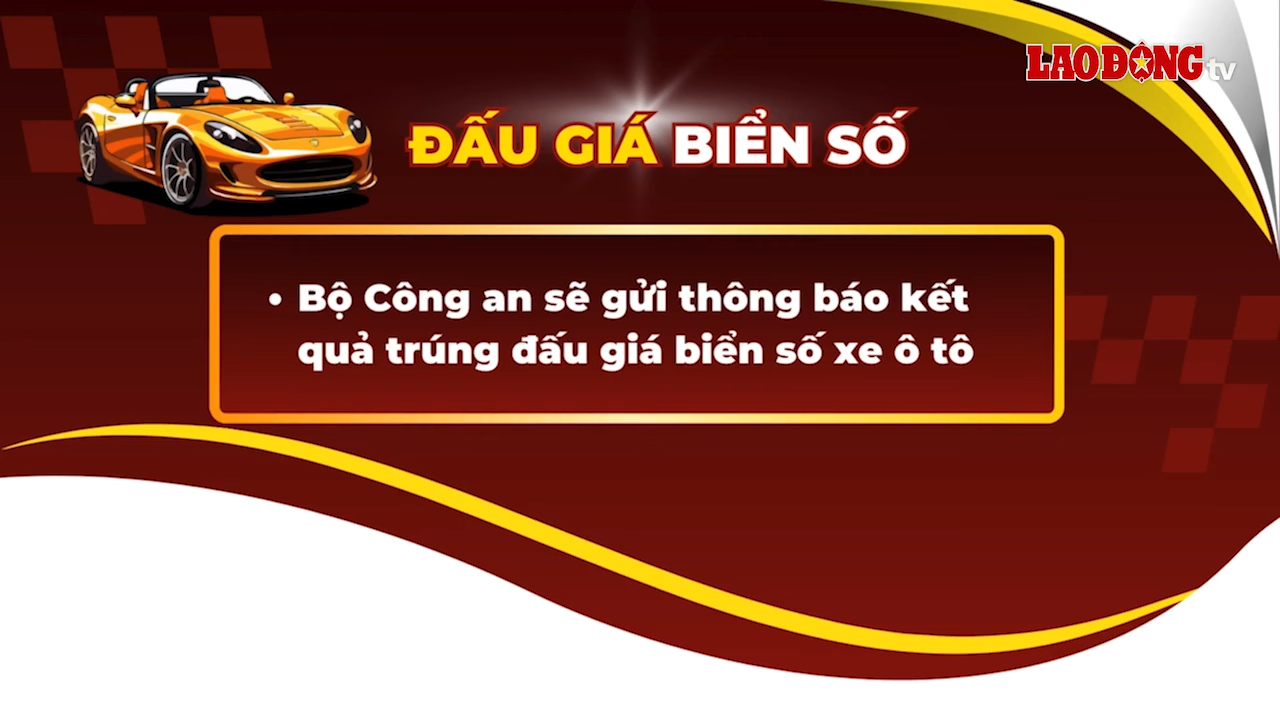 LAO ĐỘNG tv
ĐẤU GIÁ BIỂN SỐ
• Bộ Công an sẽ gửi thông báo kết
quả trúng đấu giá biển số xe ô tô